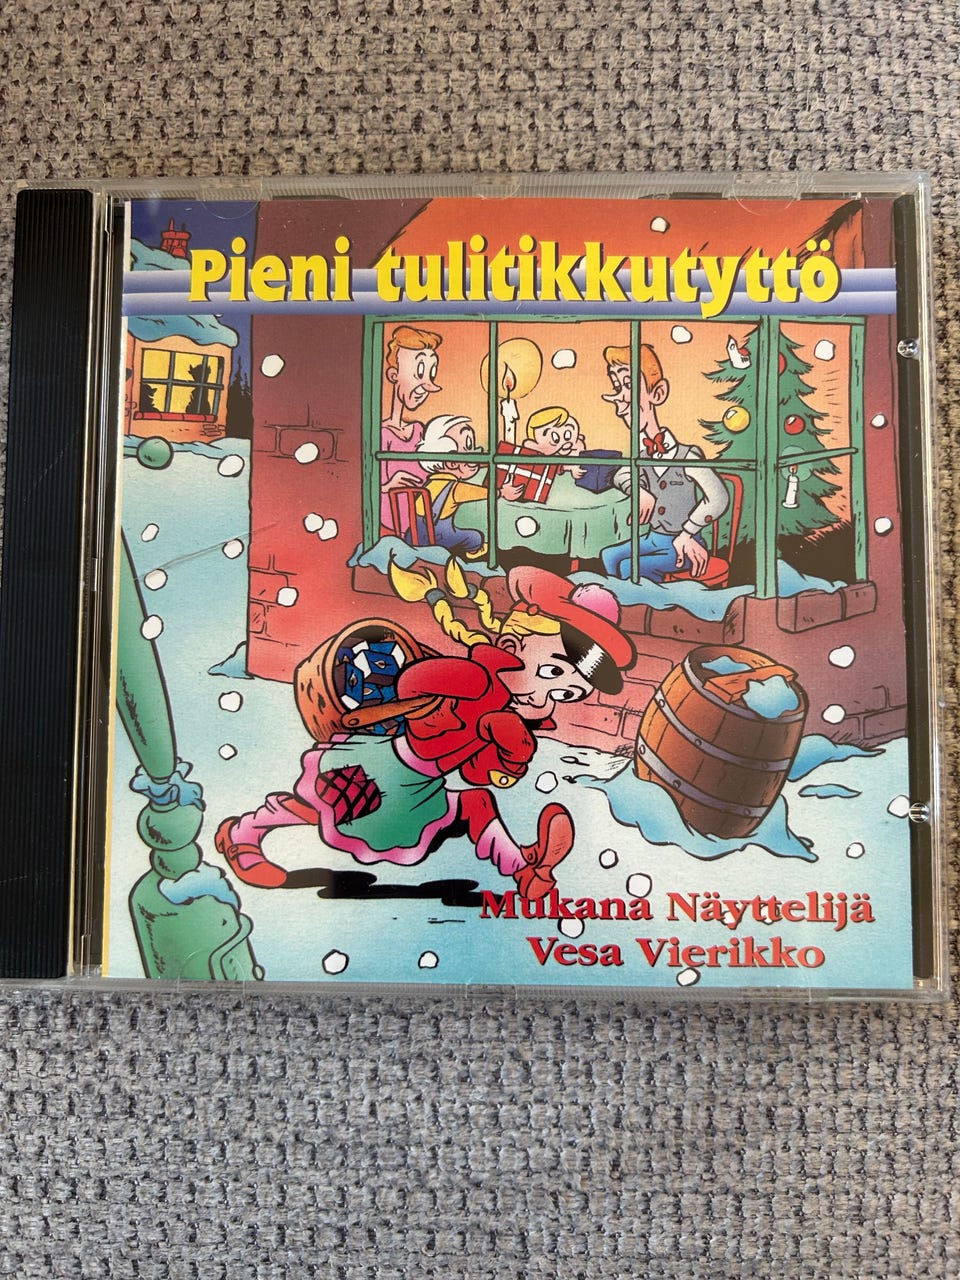 Pieni tulitikkutyttö
Mukana Näyttelijä
Vesa Vierikko